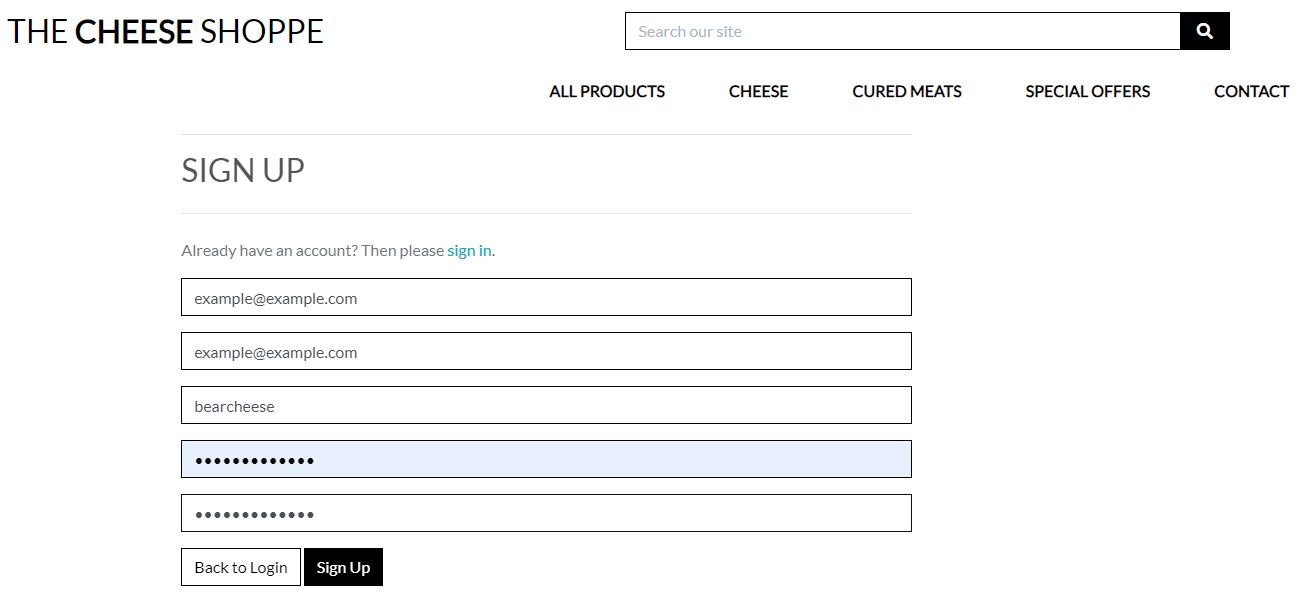 THE CHEESE SHOPPE
Search our site
ALL PRODUCTS CHEESE CURED MEATS SPECIAL OFFERS CONTACT
SIGN UP
Already have an account? Then please sign in.
example@example.com
example@example.com
bearcheese
•••••••••••••
•••••••••••••
Back to Login Sign Up